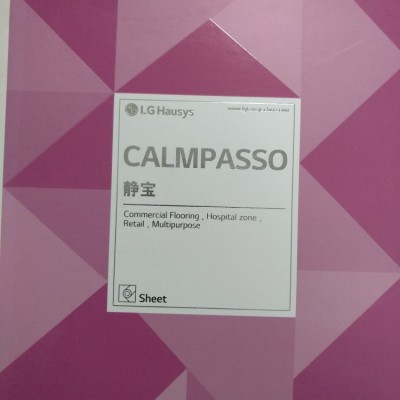 LG Hausys
CALMPASSO
静宝
Commercial Flooring , Hospital zone ,
Retail , Multipurpose
Sheet